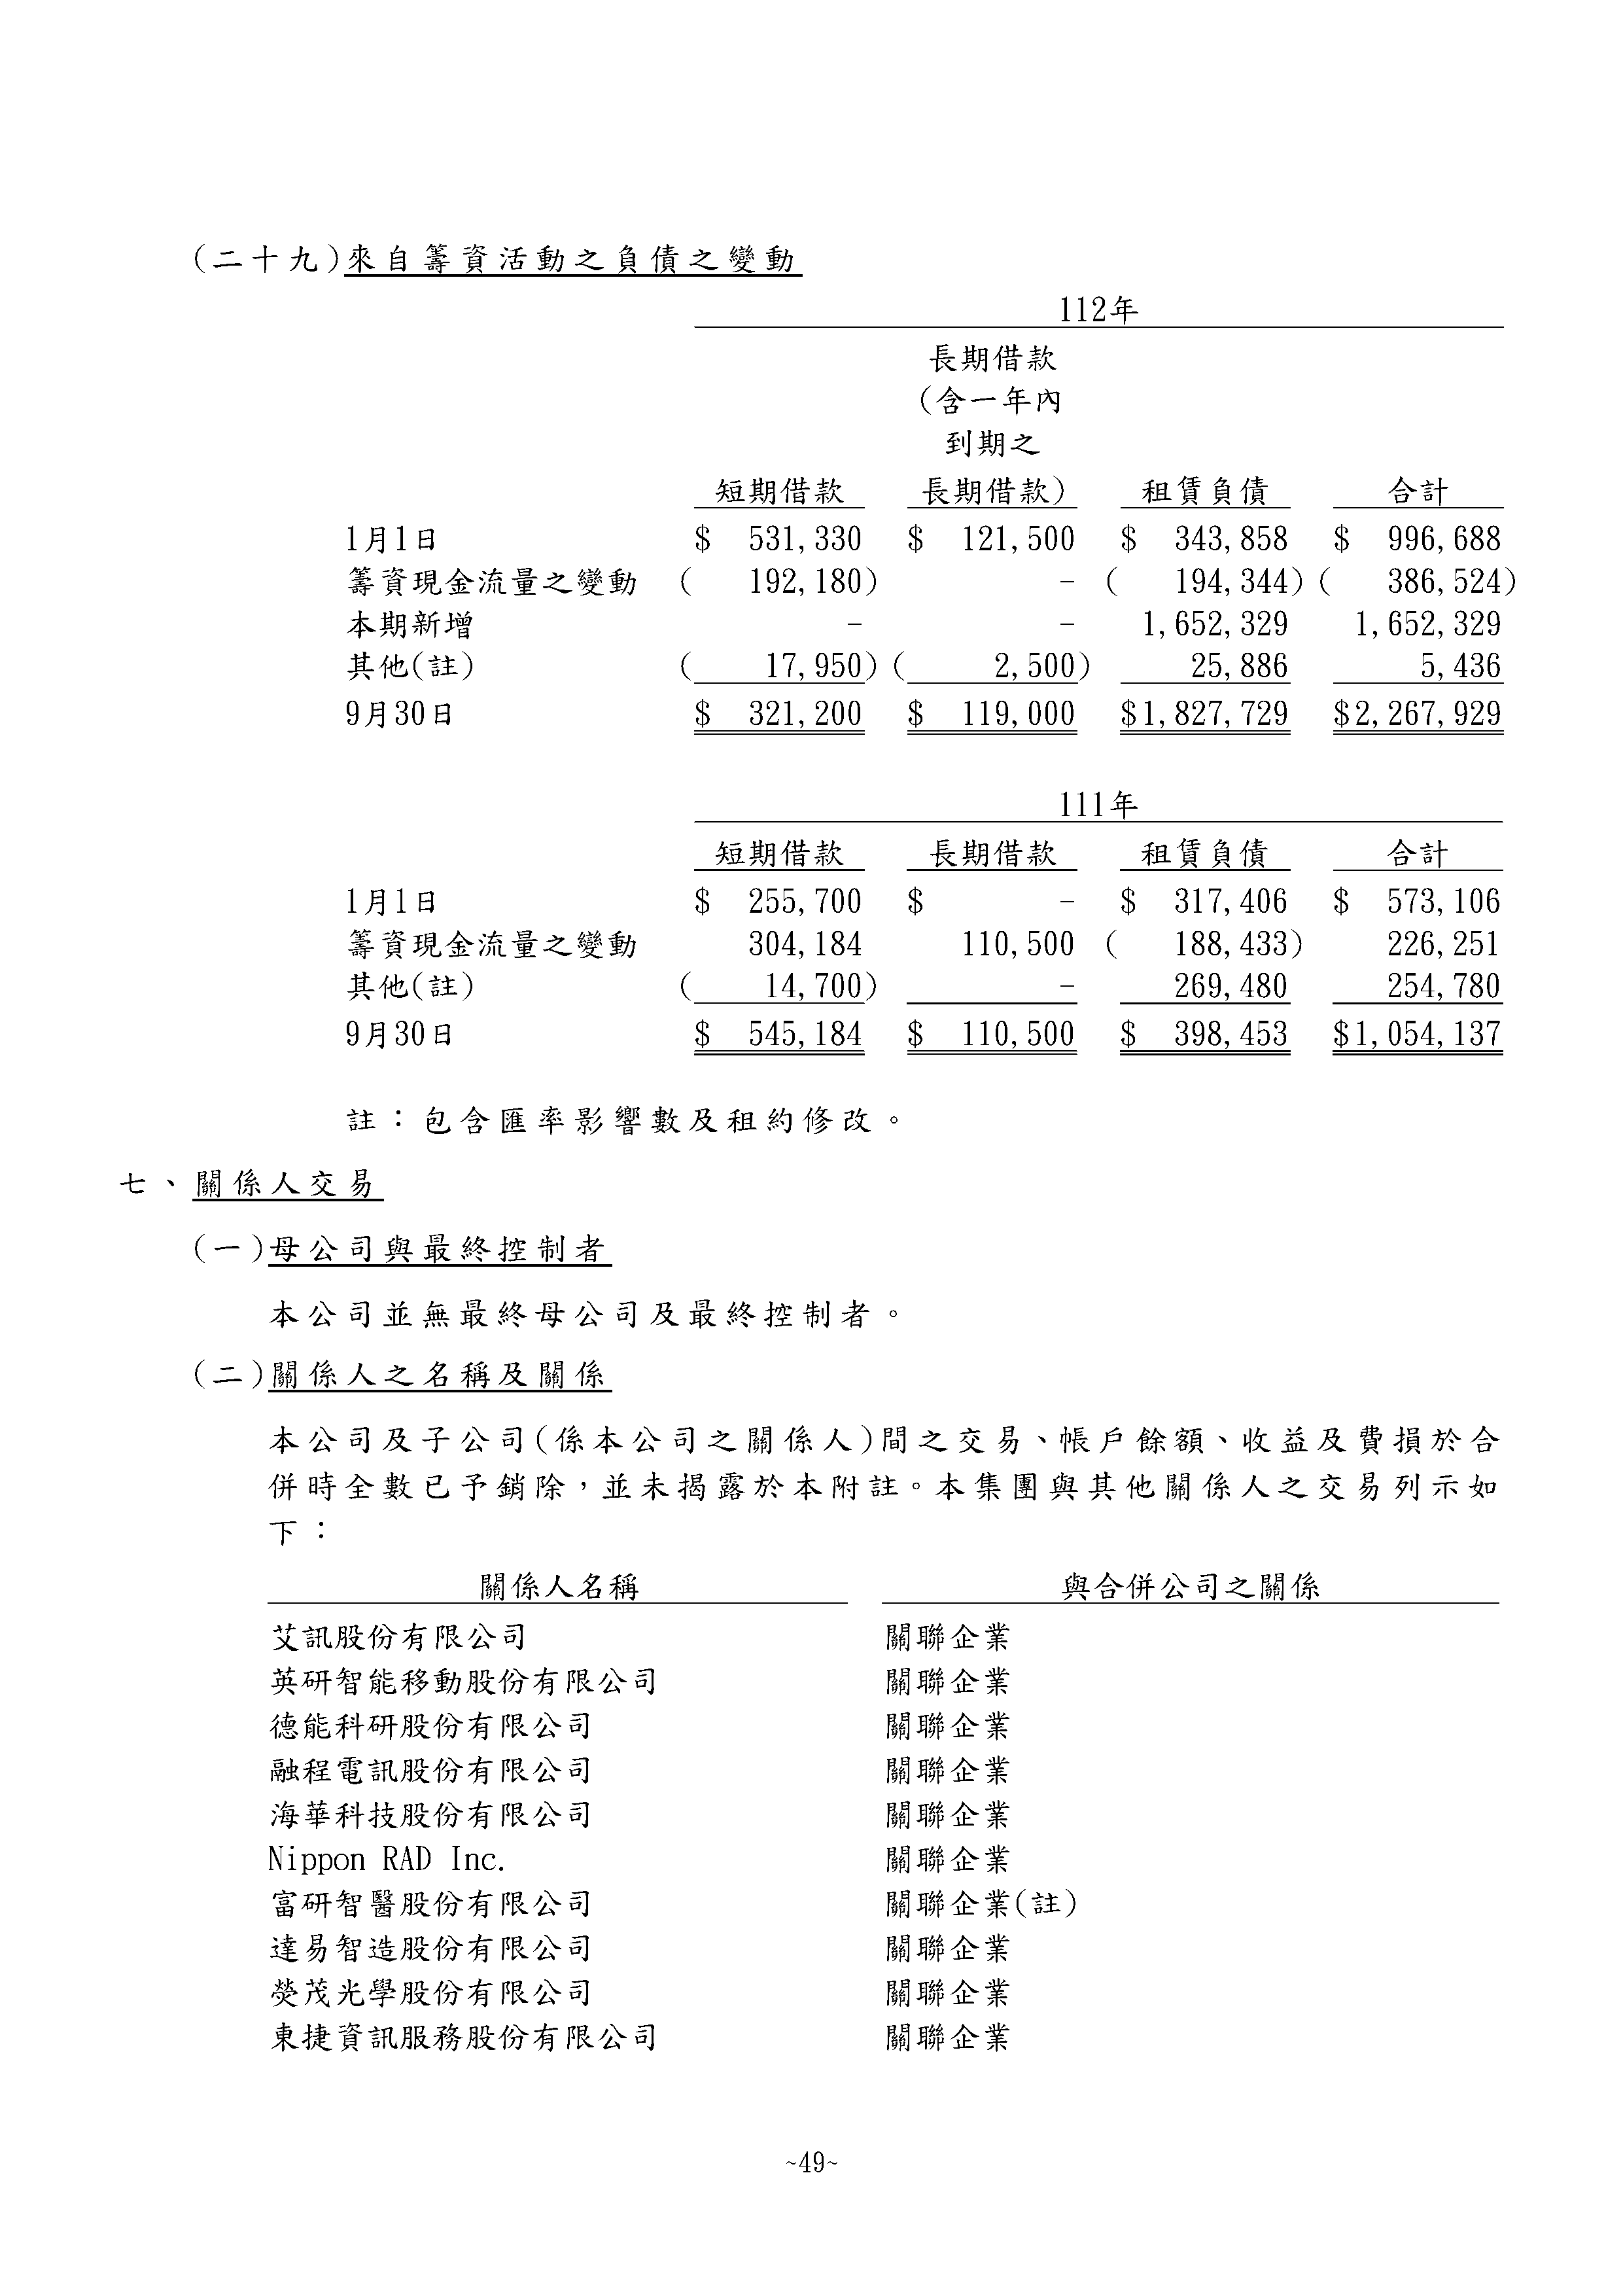 (二十九)來自籌資活動之負債之變動
112年
長期借款
(含一年內
到期之
短期借款 長期借款) 租賃負債 合計
1月1日 $ 531,330 $ 121,500 $ 343,858 $ 996,688
籌資現金流量之變動 ( 192,180) - ( 194,344) ( 386,524)
本期新增 - - 1,652,329 1,652,329
其他(註) ( 17,950) ( 2,500) 25,886 5,436
9月30日 $ 321,200 $ 119,000 $1,827,729 $2,267,929
111年
短期借款 長期借款 租賃負債 合計
1月1日 $ 255,700 $ - $ 317,406 $ 573,106
籌資現金流量之變動 304,184 110,500 ( 188,433) 226,251
其他(註) ( 14,700) - 269,480 254,780
9月30日 $ 545,184 $ 110,500 $ 398,453 $1,054,137
註：包含匯率影響數及租約修改。
七、關係人交易
(一)母公司與最終控制者
本公司並無最終母公司及最終控制者。
(二)關係人之名稱及關係
本公司及子公司(係本公司之關係人)間之交易、帳戶餘額、收益及費損於合
併時全數已予銷除，並未揭露於本附註。本集團與其他關係人之交易列示如
下：
關係人名稱 與合併公司之關係
艾訊股份有限公司 關聯企業
英研智能移動股份有限公司 關聯企業
德能科研股份有限公司 關聯企業
融程電訊股份有限公司 關聯企業
海華科技股份有限公司 關聯企業
Nippon RAD Inc. 關聯企業
富研智醫股份有限公司 關聯企業(註)
達易智造股份有限公司 關聯企業
熒茂光學股份有限公司 關聯企業
東捷資訊服務股份有限公司 關聯企業
~49~